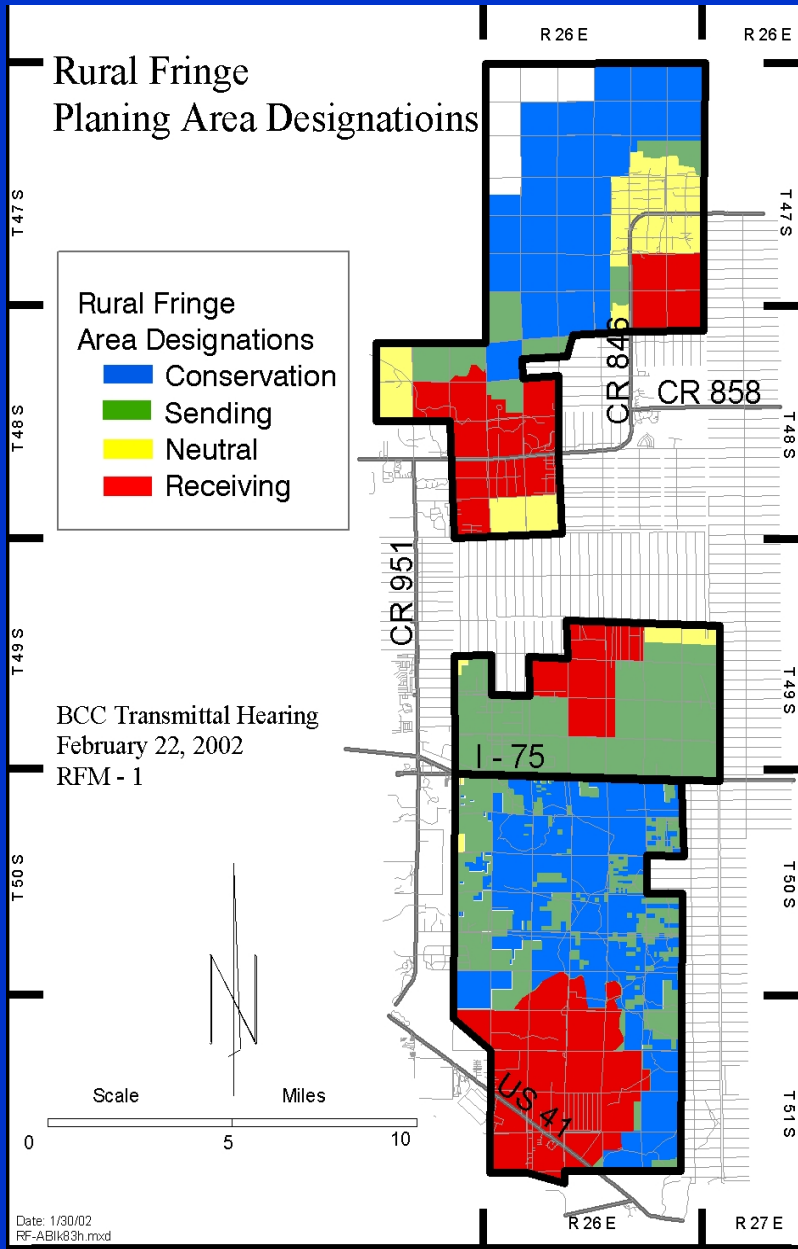 R 26 E
R 26 E
Rural Fringe
Planing Area Designatioins
T 47 S
T 47 S
Rural Fringe
Area Designations
Conservation
Sending
Neutral
Receiving
CR 846
CR 858
T 48 S
T 48 S
CR 951
T 49 S
T 49 S
BCC Transmittal Hearing
February 22, 2002
RFM - 1
I - 75
T 50 S
T 50 S
US 41
T 51 S
Scale
Miles
0
5
10
N
Date: 1/30/02
RF-ABlk83h.mxd
R 26 E
R 27 E